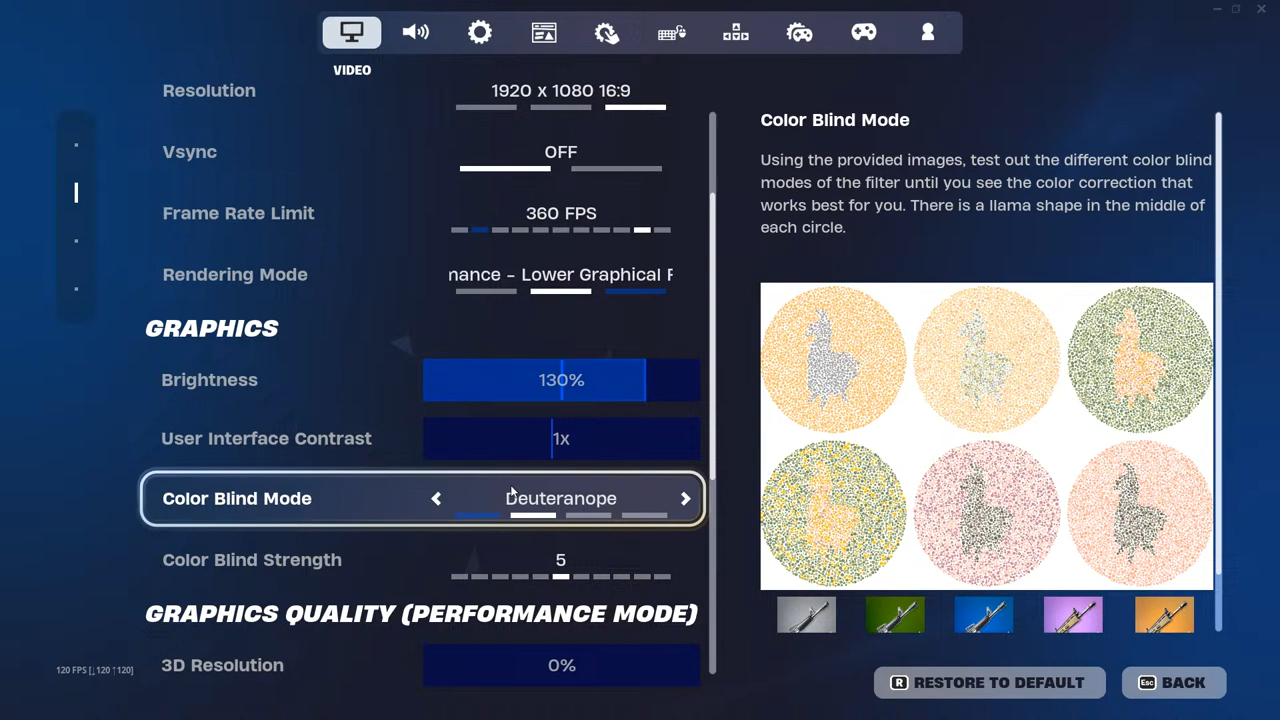 VIDEO
Resolution
1920 x 1080 16:9
Vsync
OFF
Frame Rate Limit
360 FPS
Rendering Mode
nance - Lower Graphical F
GRAPHICS
Brightness
130%
User Interface Contrast
1x
Color Blind Mode
Deuteranope
Color Blind Strength
5
GRAPHICS QUALITY (PERFORMANCE MODE)
3D Resolution
0%
120 FPS [↓120 ↑120]
Color Blind Mode
Using the provided images, test out the different color blind
modes of the filter until you see the color correction that
works best for you. There is a llama shape in the middle of
each circle.
R RESTORE TO DEFAULT
Esc BACK